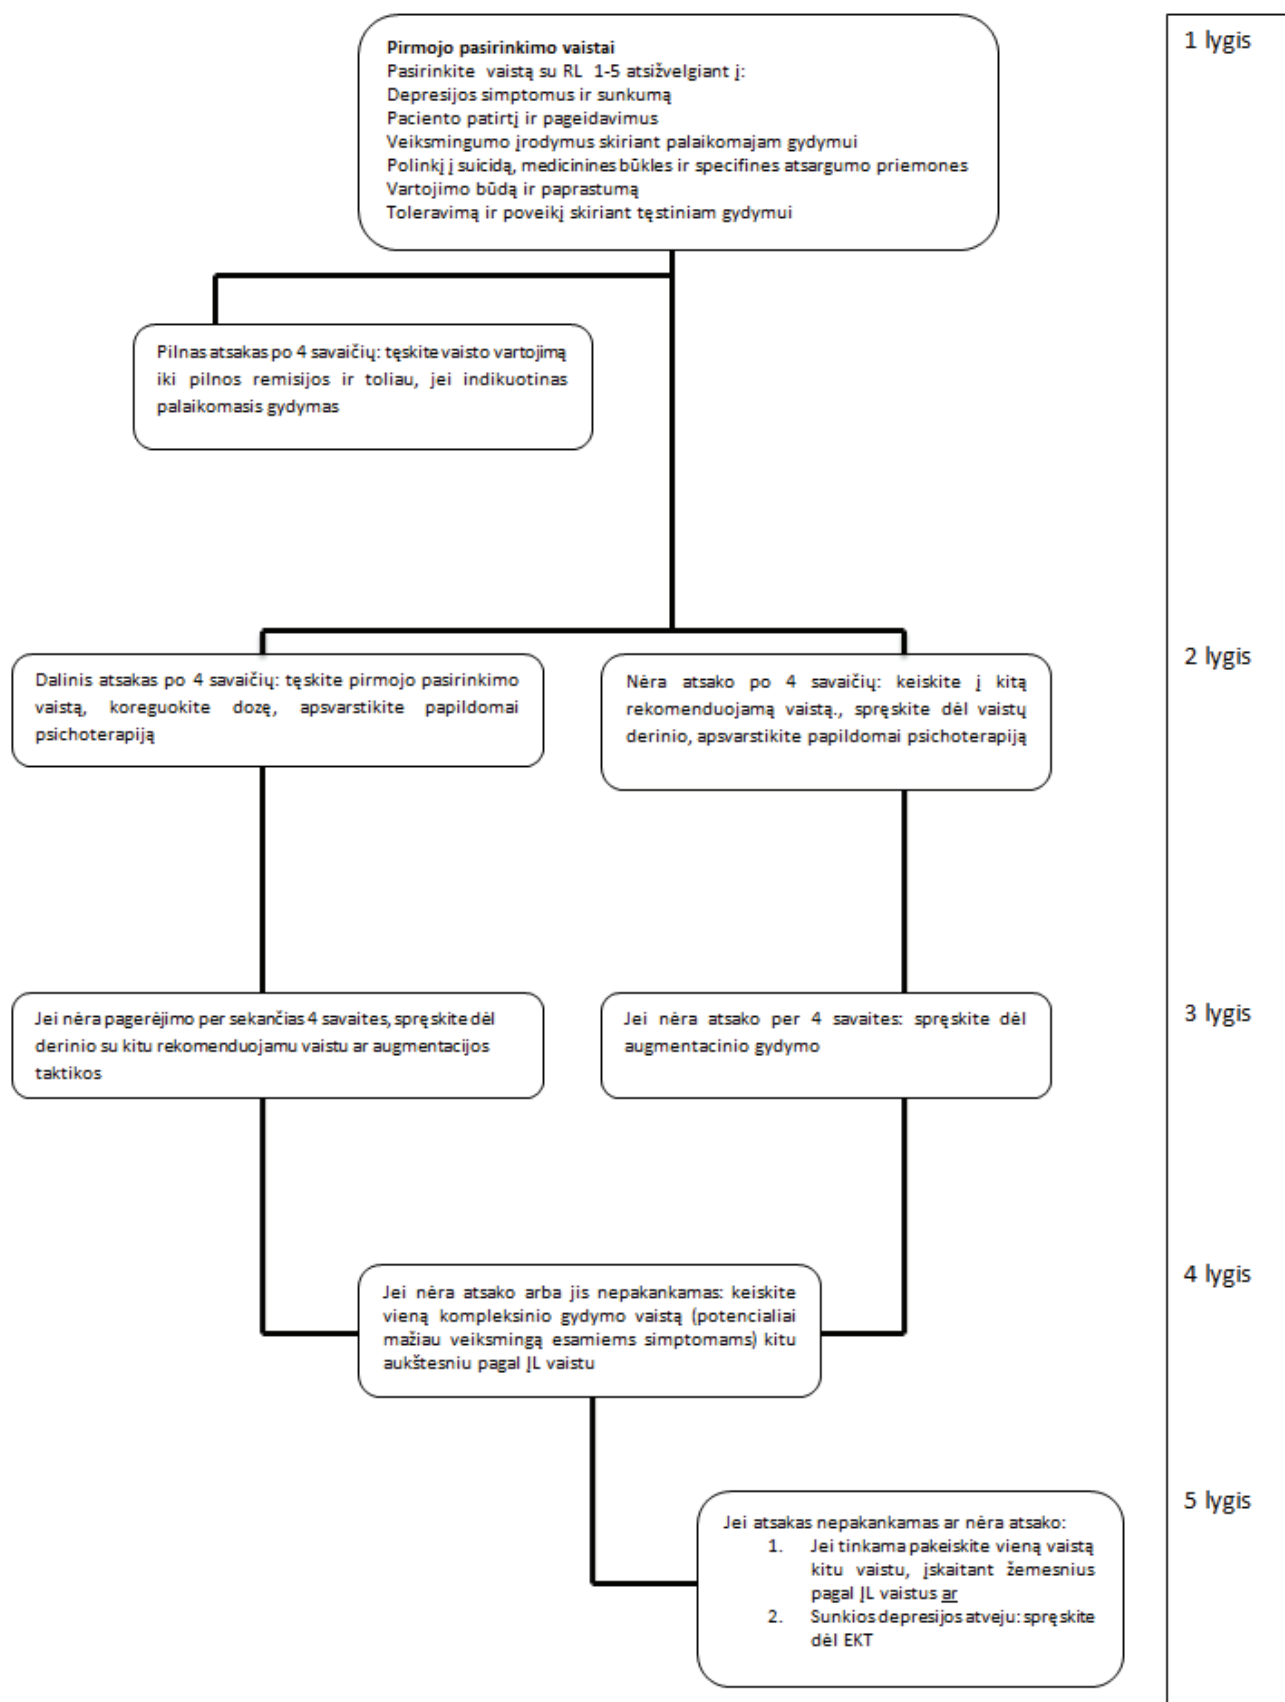 Pirmojo pasirinkimo vaistai
Pasirinkite vaistą su RL 1-5 atsižvelgiant į:
Depresijos simptomus ir sunkumą
Paciento patirtį ir pageidavimus
Veiksmingumo įrodymus skiriant palaikomajam gydymui
Polinkį į suicidą, medicinines būkles ir specifines atsargumo priemones
Vartojimo būdą ir paprastumą
Toleravimą ir poveikį skiriant tęstiniam gydymui
1 lygis
Pilnas atsakas po 4 savaičių: tęskite vaisto vartojimą
iki pilnos remisijos ir toliau, jei indikuotinas
palaikomasis gydymas
2 lygis
Dalinis atsakas po 4 savaičių: tęskite pirmojo pasirinkimo
vaistą, koreguokite dozę, apsvarstikite papildomai
psichoterapiją
Nėra atsako po 4 savaičių: keiskite į kitą
rekomenduojamą vaistą., spręskite dėl vaistų
derinio, apsvarstikite papildomai psichoterapiją
3 lygis
Jei nėra pagerėjimo per sekančias 4 savaites, spręskite dėl
derinio su kitu rekomenduojamu vaistu ar augmentacijos
taktikos
Jei nėra atsako per 4 savaites: spręskite dėl
augmentacinio gydymo
4 lygis
Jei nėra atsako arba jis nepakankamas: keiskite
vieną kompleksinio gydymo vaistą (potencialiai
mažiau veiksmingą esamiems simptomams) kitu
aukštesniu pagal ĮL vaistu
5 lygis
Jei atsakas nepakankamas ar nėra atsako:
1. Jei tinkama pakeiskite vieną vaistą
kitu vaistu, įskaitant žemesnius
pagal ĮL vaistus ar
2. Sunkios depresijos atveju: spręskite
dėl EKT